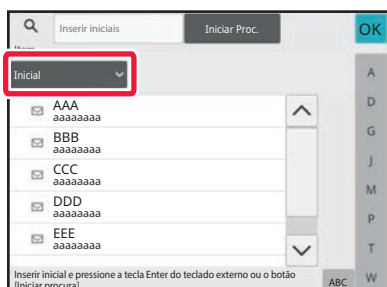 Inserir iniciais Iniciar Proc. OK
Item
Inicial
A
AAA
aaaaaaaa
D
BBB
aaaaaaaa
G
CCC
aaaaaaaa
J
M
DDD
aaaaaaaa
P
EEE
aaaaaaaa
T
Inserir inicial e pressione a tecla Enter do teclado externo ou o botão
[Iniciar procura]
ABC
W